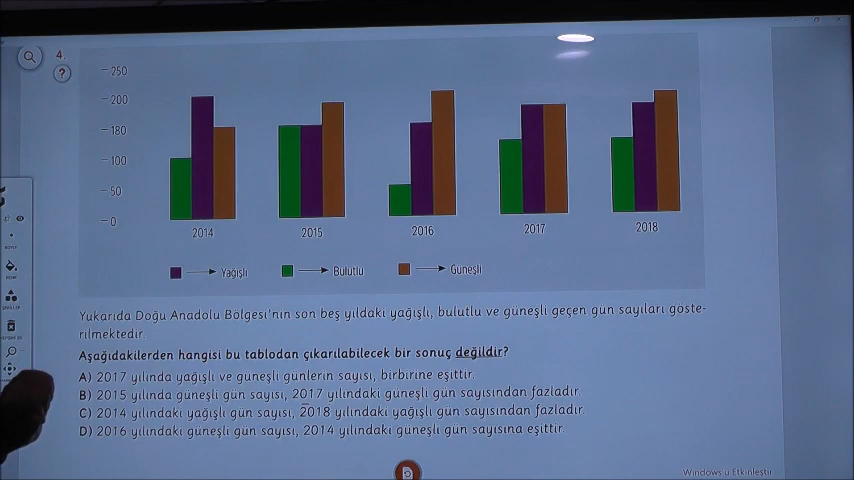 4.
?
250
200
180
100
50
0
2014 2015 2016 2017 2018
Yağışlı Bulutlu Güneşli
Yukarıda Doğu Anadolu Bölgesi'nin son beş yıldaki yağışlı, bulutlu ve güneşli geçen gün sayıları göste-
rilmektedir.
Aşağıdakilerden hangisi bu tablodan çıkarılabilecek bir sonuç değildir?
A) 2017 yılında yağışlı ve güneşli günlerin sayısı, birbirine eşittir.
B) 2015 yılında güneşli gün sayısı, 2017 yılındaki güneşli gün sayısından fazladır.
C) 2014 yılındaki yağışlı gün sayısı, 2018 yılındaki yağışlı gün sayısından fazladır.
D) 2016 yılındaki güneşli gün sayısı, 2014 yılındaki güneşli gün sayısına eşittir.
Windows'u Etkinleştir